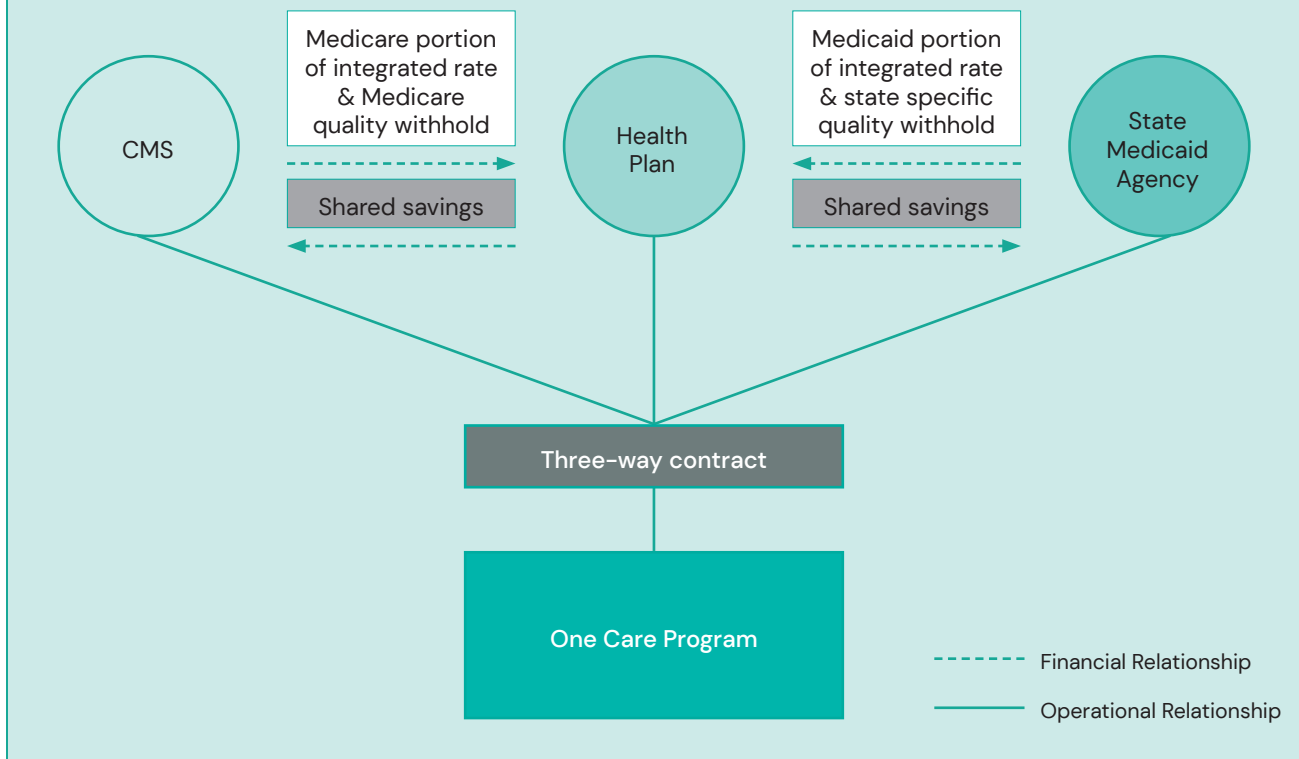 CMS
Medicare portion
of integrated rate
& Medicare
quality withhold
Shared savings
Health
Plan
Medicaid portion
of integrated rate
& state specific
quality withhold
Shared savings
State
Medicaid
Agency
Three-way contract
One Care Program
Financial Relationship
Operational Relationship